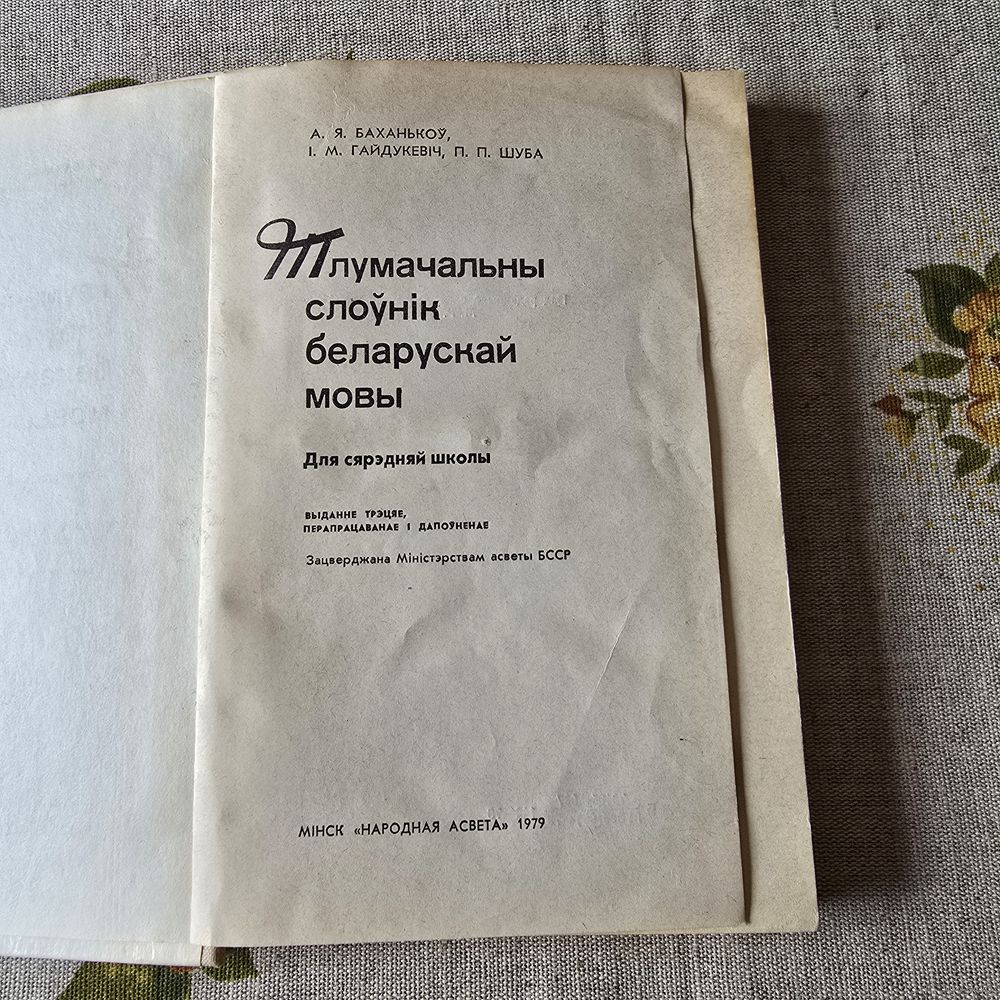 А. Я. БАХАНЬКОЎ,
І. М. ГАЙДУКЕВІЧ, П. П. ШУБА
Тлумачальны
слоўнік
беларускай
мовы
Для сярэдняй школы
ВЫДАННЕ ТРЭЦЯЕ,
ПЕРАПРАЦАВАНАЕ І ДАПОЎНЕНАЕ
Зацверджана Міністэрствам асветы БССР
МІНСК «НАРОДНАЯ АСВЕТА» 1979